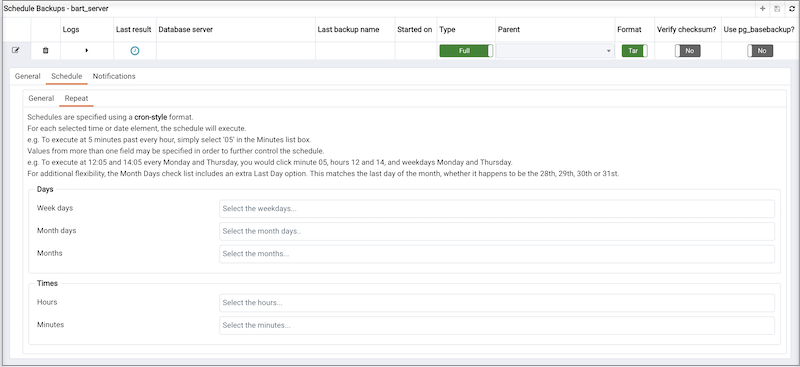 Schedule Backups - bart_server
Logs Last result Database server Last backup name Started on Type Parent Format Verify checksum? Use pg_basebackup?
Full Tar No No
General Schedule Notifications
General Repeat
Schedules are specified using a cron-style format.
For each selected time or date element, the schedule will execute.
e.g. To execute at 5 minutes past every hour, simply select '05' in the Minutes list box.
Values from more than one field may be specified in order to further control the schedule.
e.g. To execute at 12:05 and 14:05 every Monday and Thursday, you would click minute 05, hours 12 and 14, and weekdays Monday and Thursday.
For additional flexibility, the Month Days check list includes an extra Last Day option. This matches the last day of the month, whether it happens to be the 28th, 29th, 30th or 31st.
Days
Week days Select the weekdays...
Month days Select the month days..
Months Select the months...
Times
Hours Select the hours...
Minutes Select the minutes...